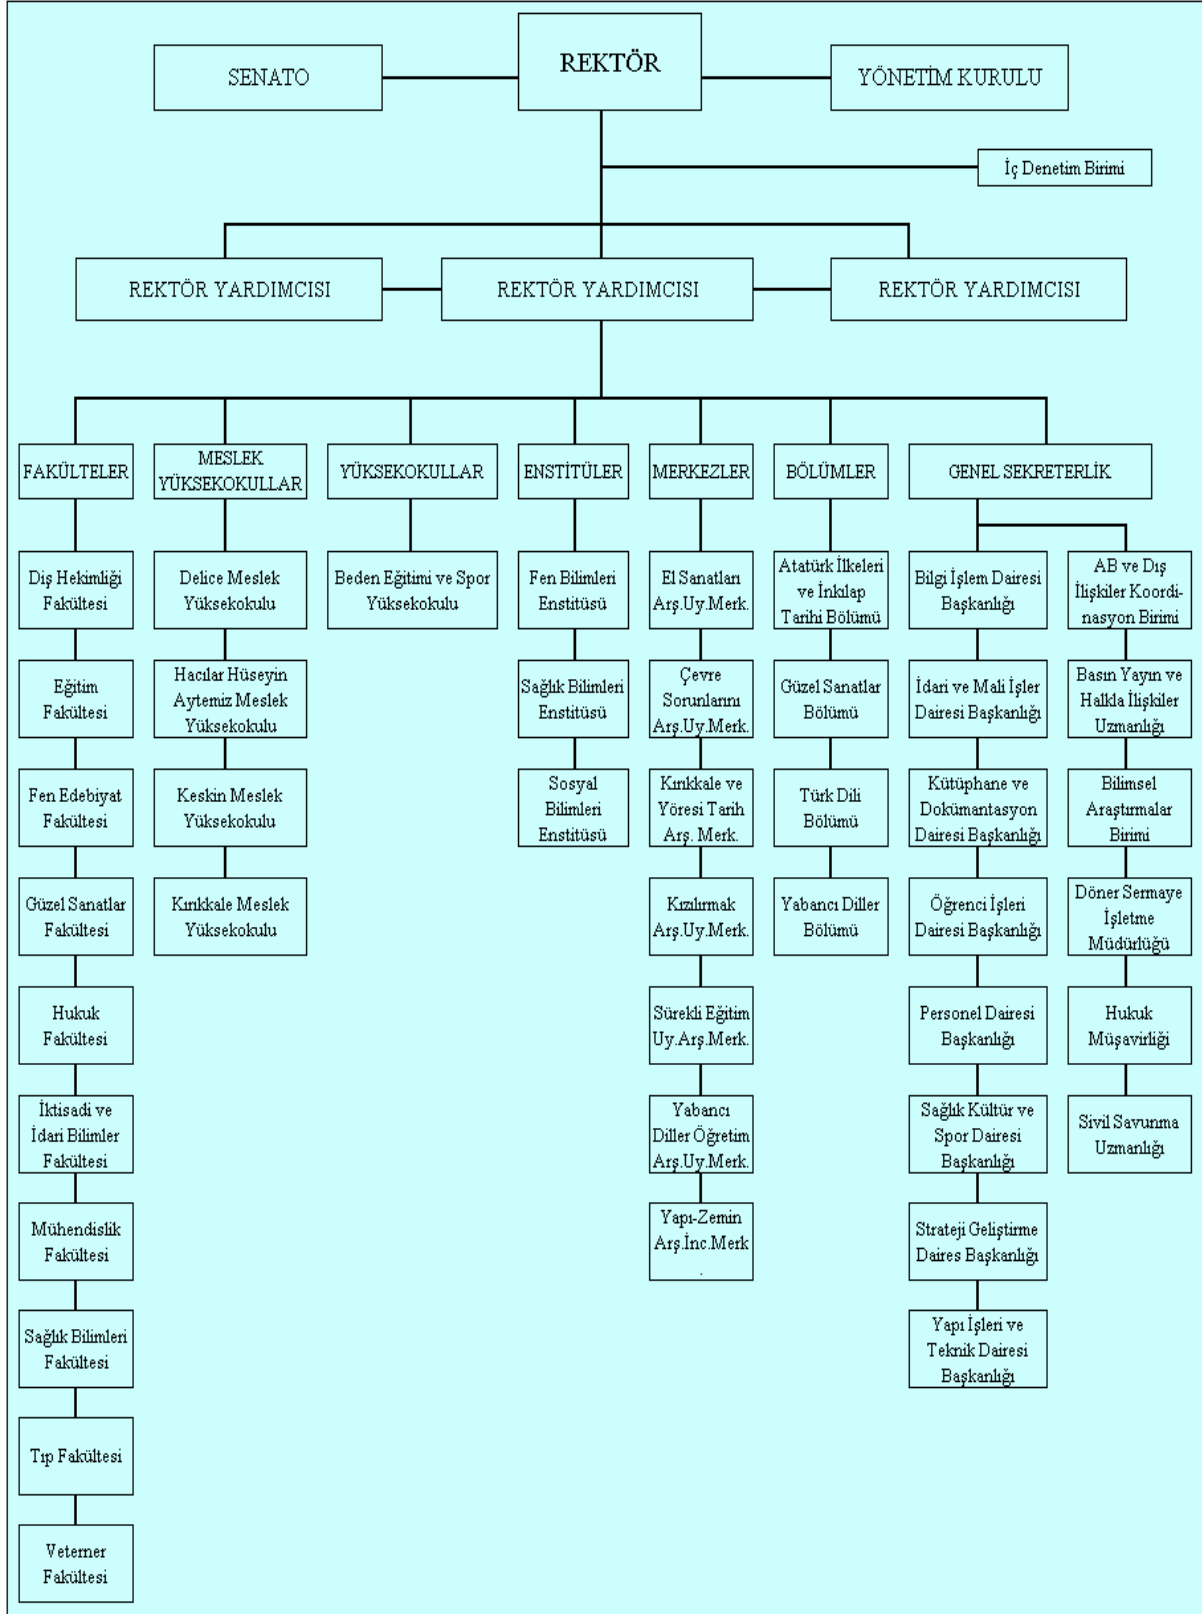 REKTÖR
SENATO
YÖNETİM KURULU
İç Denetim Birimi
REKTÖR YARDIMCISI
REKTÖR YARDIMCISI
REKTÖR YARDIMCISI
FAKÜLTELER
Diş Hekimliği
Fakültesi
Eğitim
Fakültesi
Fen Edebiyat
Fakültesi
Güzel Sanatlar
Fakültesi
Hukuk
Fakültesi
İktisadi ve
İdari Bilimler
Fakültesi
Mühendislik
Fakültesi
Sağlık Bilimleri
Fakültesi
Tıp Fakültesi
Veterner
Fakültesi
MESLEK
YÜKSEKOKULLAR
Delice Meslek
Yüksekokulu
Hacılar Hüseyin
Aytemiz Meslek
Yüksekokulu
Keskin Meslek
Yüksekokulu
Kırıkkale Meslek
Yüksekokulu
YÜKSEKOKULLAR
Beden Eğitimi ve Spor
Yüksekokulu
ENSTİTÜLER
Fen Bilimleri
Enstitüsü
Sağlık Bilimleri
Enstitüsü
Sosyal
Bilimleri
Enstitüsü
MERKEZLER
El Sanatları
Arş.Uy.Merk.
Çevre
Sorunlarını
Arş.Uy.Merk.
Kırıkkale ve
Yöresi Tarih
Arş. Merk.
Kızılırmak
Arş.Uy.Merk.
Sürekli Eğitim
Uy.Arş.Merk.
Yabancı
Diller Öğretim
Arş.Uy.Merk.
Yapı-Zemin
Arş.İnc.Merk
.
BÖLÜMLER
Atatürk İlkeleri
ve İnkılap
Tarihi Bölümü
Güzel Sanatlar
Bölümü
Türk Dili
Bölümü
Yabancı Diller
Bölümü
GENEL SEKRETERLİK
Bilgi İşlem Dairesi
Başkanlığı
İdari ve Mali İşler
Dairesi Başkanlığı
Kütüphane ve
Dokümantasyon
Dairesi Başkanlığı
Öğrenci İşleri
Dairesi Başkanlığı
Personel Dairesi
Başkanlığı
Sağlık Kültür ve
Spor Dairesi
Başkanlığı
Strateji Geliştirme
Daires Başkanlığı
Yapı İşleri ve
Teknik Dairesi
Başkanlığı
AB ve Dış
İlişkiler Koordi-
nasyon Birimi
Basın Yayın ve
Halkla İlişkiler
Uzmanlığı
Bilimsel
Araştırmalar
Birimi
Döner Sermaye
İşletme
Müdürlüğü
Hukuk
Müşavirliği
Sivil Savunma
Uzmanlığı